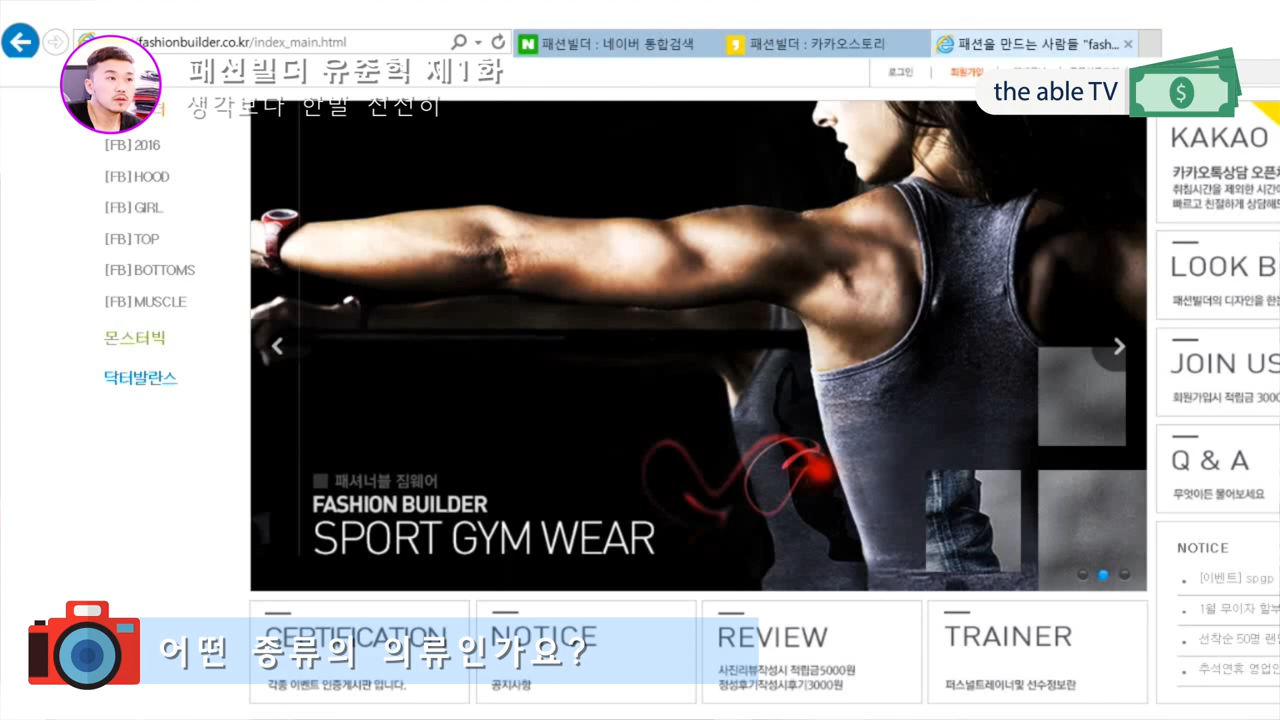 fashionbuilder.co.kr/index_main.html
패션빌더 : 네이버 통합검색
패션빌더 : 카카오스토리
패션을 만드는 사람들 "fash...
패션빌더 유준혁 제1화
생각보다 한발 천천히
로그인
회원가입
the able TV
[FB] 2016
[FB] HOOD
[FB] GIRL
[FB] TOP
[FB] BOTTOMS
[FB] MUSCLE
몬스터빅
닥터발란스
패셔너블 짐웨어
FASHION BUILDER
SPORT GYM WEAR
KAKAO
카카오톡상담 오픈
취침시간을 제외한 시간
빠르고 친절하게 상담해
LOOK B
패션빌더의 디자인을 한
JOIN US
회원가입시 적립금 3000
Q & A
무엇이든 물어보세요
NOTICE
[이벤트] spgp
1월 무이자 할부
선착순 50명 랜
추석연휴 영업안
CERTIFICATION
각종 이벤트 인증게시판 입니다.
NOTICE
공지사항
REVIEW
사진리뷰작성시 적립금5000원
정성후기작성시후기3000원
TRAINER
퍼스널트레이너및 선수정보란
어떤 종류의 의류인가요?